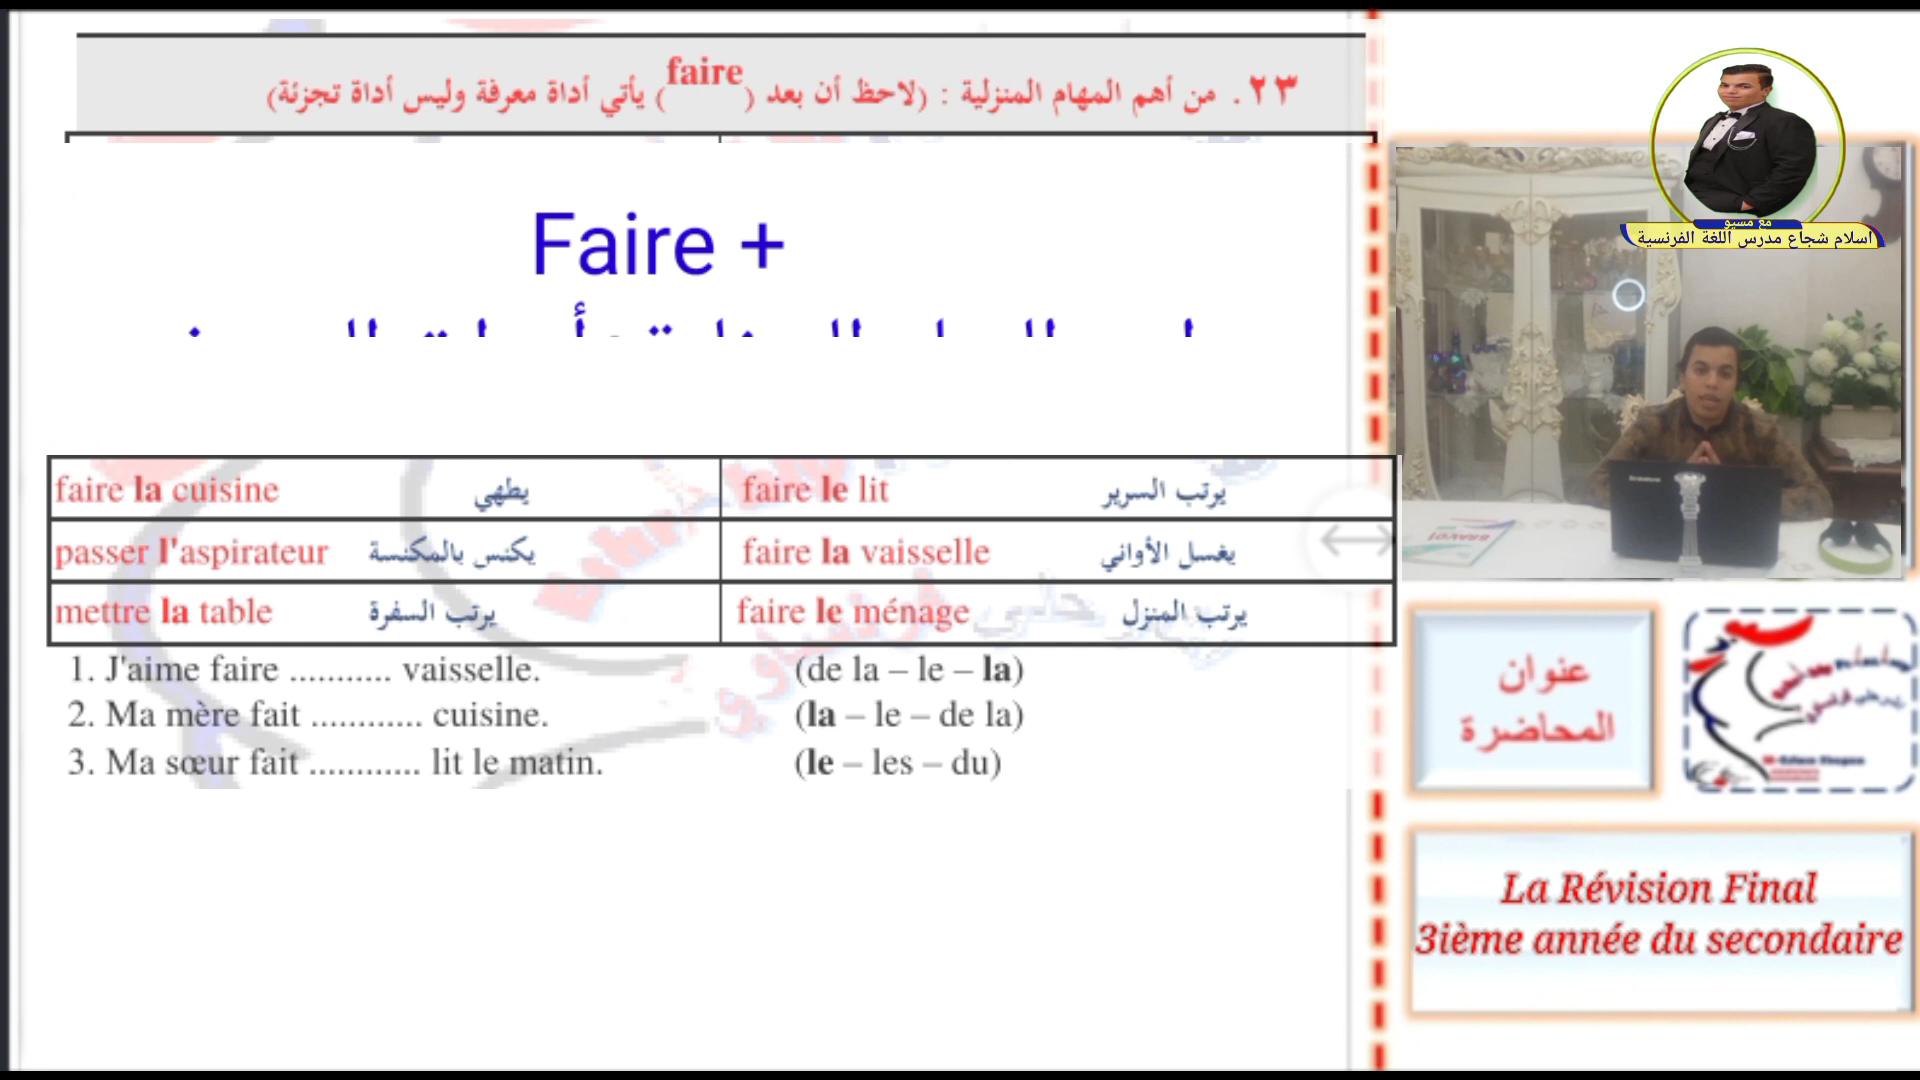 ٢٣. من أهم المهام المنزلية : (لاحظ أن بعد (faire) يأتي أداة معرفة وليس أداة تجزئة)
Faire +
faire la cuisine يطهي faire le lit يرتب السرير
passer l'aspirateur يكنس بالمكنسة faire la vaisselle يغسل الأواني
mettre la table يرتب السفرة faire le ménage يرتب المنزل
1. J'aime faire ........... vaisselle. (de la – le – la)
2. Ma mère fait ............ cuisine. (la – le – de la)
3. Ma sœur fait ............ lit le matin. (le – les – du)
مع مسيو
اسلام شجاع مدرس اللغة الفرنسية
عنوان
المحاضرة
La Révision Final
3ième année du secondaire